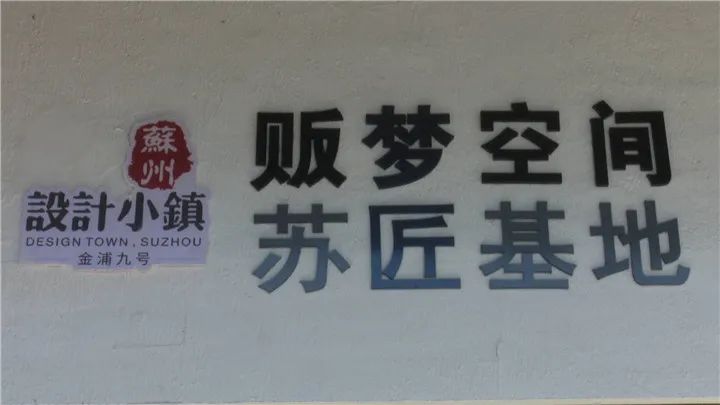 蘇州
設計小鎮
DESIGN TOWN, SUZHOU
金浦九号
贩梦空间
苏匠基地